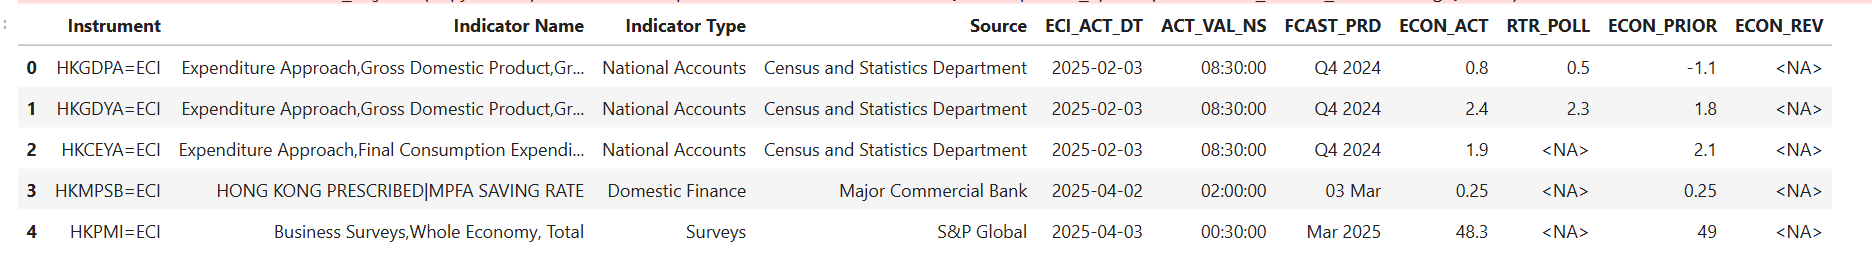 Instrument Indicator Name Indicator Type Source ECI_ACT_DT ACT_VAL_NS FCAST_PRD ECON_ACT RTR_POLL ECON_PRIOR ECON_REV
0 HKGDPA=ECI Expenditure Approach,Gross Domestic Product,Gr... National Accounts Census and Statistics Department 2025-02-03 08:30:00 Q4 2024 0.8 0.5 -1.1 <NA>
1 HKGDYA=ECI Expenditure Approach,Gross Domestic Product,Gr... National Accounts Census and Statistics Department 2025-02-03 08:30:00 Q4 2024 2.4 2.3 1.8 <NA>
2 HKCEYA=ECI Expenditure Approach,Final Consumption Expendi... National Accounts Census and Statistics Department 2025-02-03 08:30:00 Q4 2024 1.9 <NA> 2.1 <NA>
3 HKMPSB=ECI HONG KONG PRESCRIBED|MPFA SAVING RATE Domestic Finance Major Commercial Bank 2025-04-02 02:00:00 03 Mar 0.25 <NA> 0.25 <NA>
4 HKPMI=ECI Business Surveys,Whole Economy, Total Surveys S&P Global 2025-04-03 00:30:00 Mar 2025 48.3 <NA> 49 <NA>